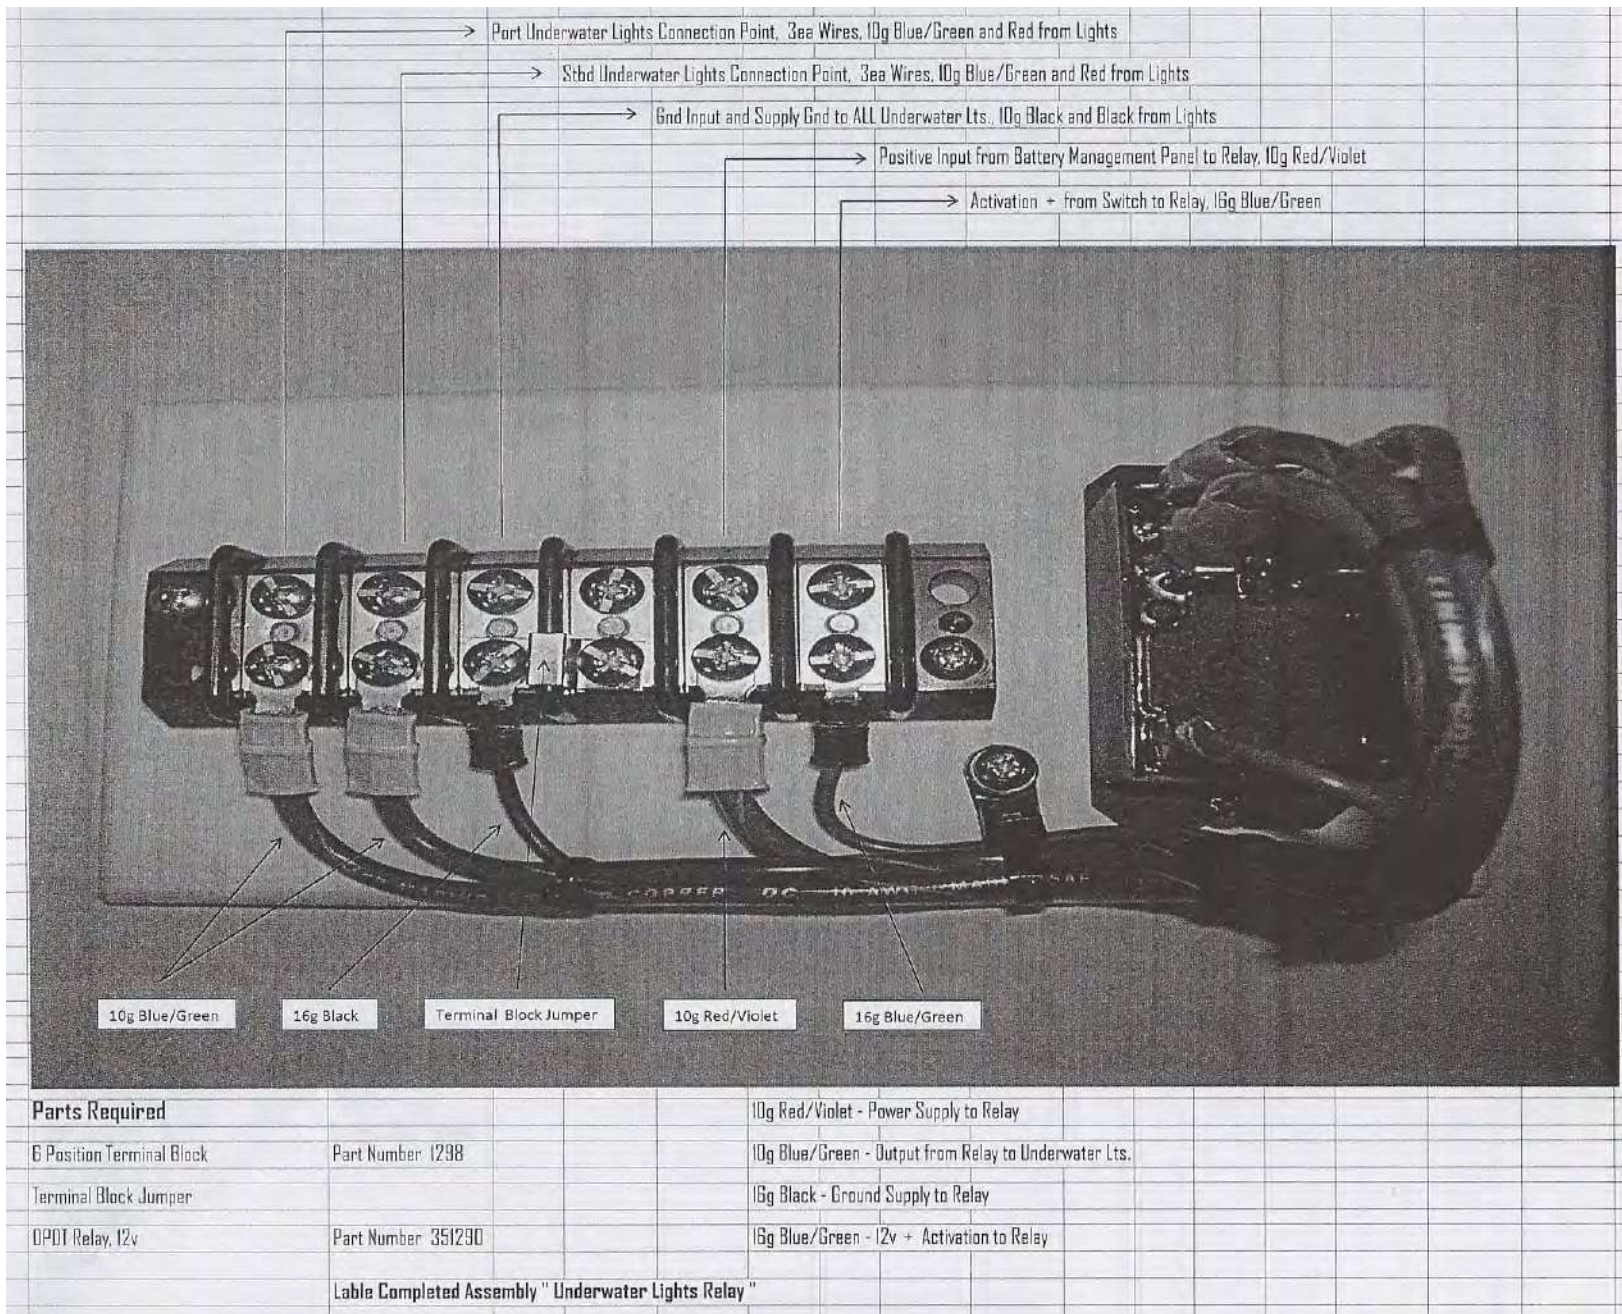 Port Underwater Lights Connection Point, 3ea Wires, 10g Blue/Green and Red from Lights
Stbd Underwater Lights Connection Point, 3ea Wires, 10g Blue/Green and Red from Lights
Gnd Input and Supply Gnd to ALL Underwater Lts., 10g Black and Black from Lights
Positive Input from Battery Management Panel to Relay, 10g Red/Violet
Activation + from Switch to Relay, 16g Blue/Green
COPPER DC 10 AWG
10g Blue/Green
16g Black
Terminal Block Jumper
10g Red/Violet
16g Blue/Green
Parts Required
10g Red/Violet - Power Supply to Relay
6 Position Terminal Block
Part Number 1298
10g Blue/Green - Output from Relay to Underwater Lts.
Terminal Block Jumper
16g Black - Ground Supply to Relay
DPDT Relay, 12v
Part Number 351290
16g Blue/Green - 12v + Activation to Relay
Lable Completed Assembly " Underwater Lights Relay "